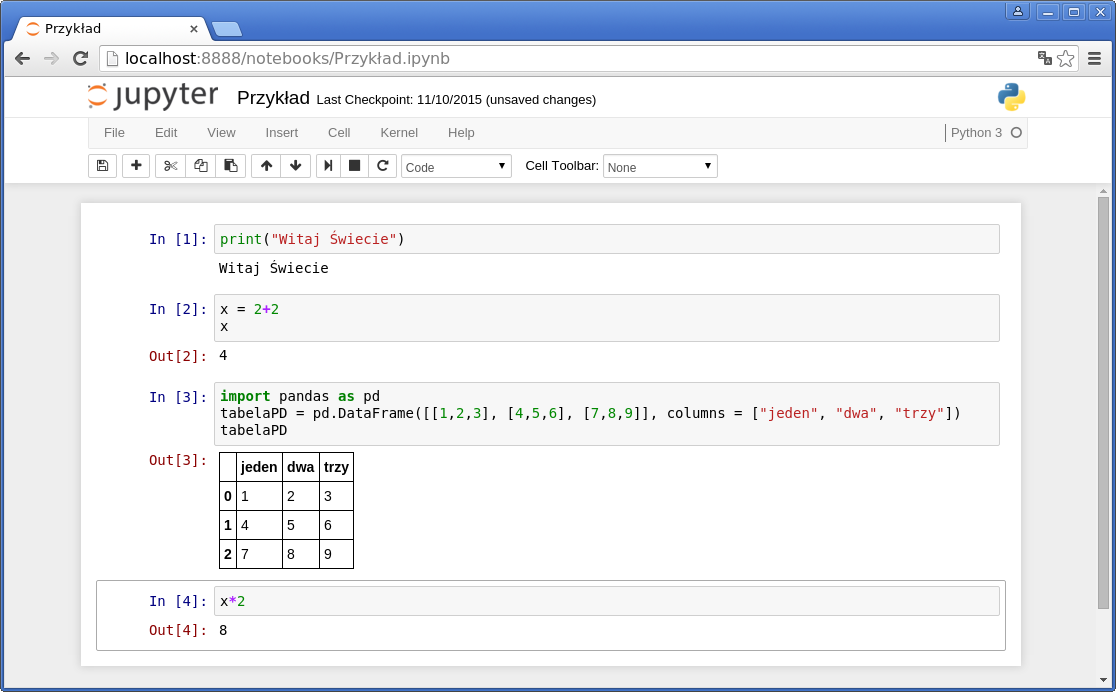 Przykład
localhost:8888/notebooks/Przykład.ipynb
jupyter Przykład Last Checkpoint: 11/10/2015 (unsaved changes)
File Edit View Insert Cell Kernel Help Python 3
Code Cell Toolbar: None
In [1]: print("Witaj Świecie")
Witaj Świecie
In [2]: x = 2+2
x
Out[2]: 4
In [3]: import pandas as pd
tabelaPD = pd.DataFrame([[1,2,3], [4,5,6], [7,8,9]], columns = ["jeden", "dwa", "trzy"])
tabelaPD
Out[3]:
jeden dwa trzy
0 1 2 3
1 4 5 6
2 7 8 9
In [4]: x*2
Out[4]: 8